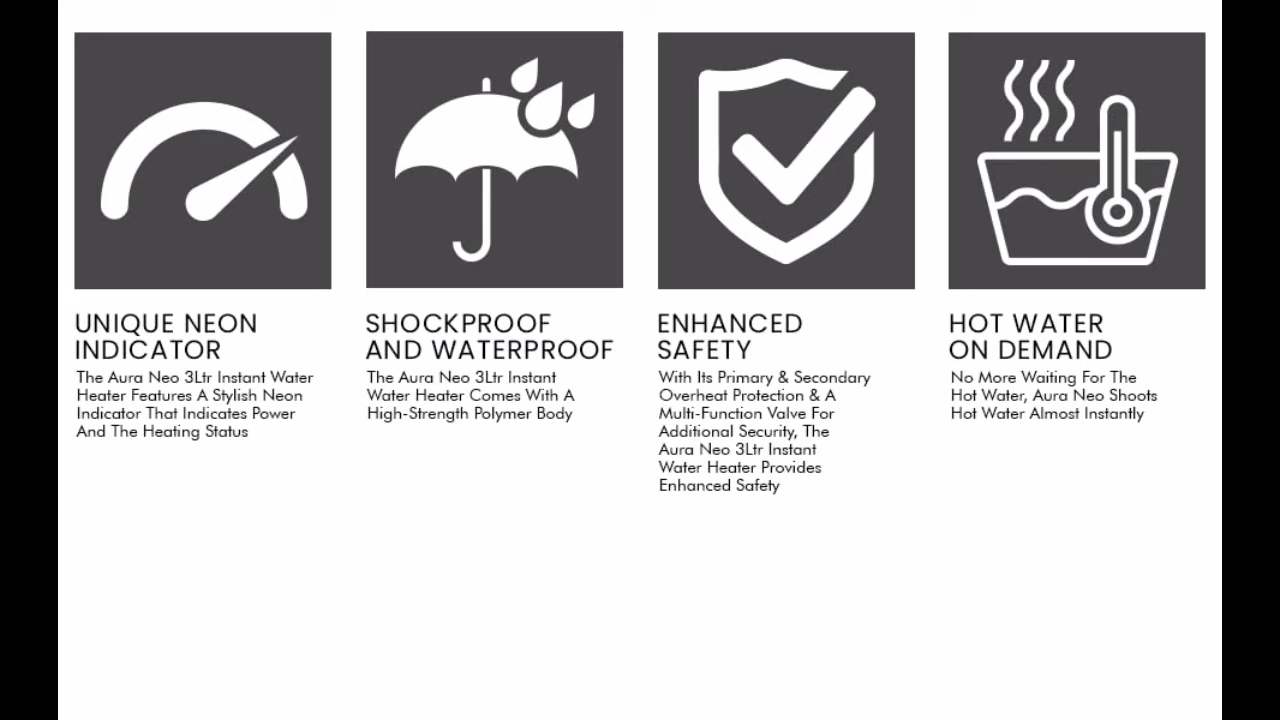 UNIQUE NEON
INDICATOR
The Aura Neo 3Ltr Instant Water
Heater Features A Stylish Neon
Indicator That Indicates Power
And The Heating Status
SHOCKPROOF
AND WATERPROOF
The Aura Neo 3Ltr Instant
Water Heater Comes With A
High-Strength Polymer Body
ENHANCED
SAFETY
With Its Primary & Secondary
Overheat Protection & A
Multi-Function Valve For
Additional Security, The
Aura Neo 3Ltr Instant
Water Heater Provides
Enhanced Safety
HOT WATER
ON DEMAND
No More Waiting For The
Hot Water, Aura Neo Shoots
Hot Water Almost Instantly